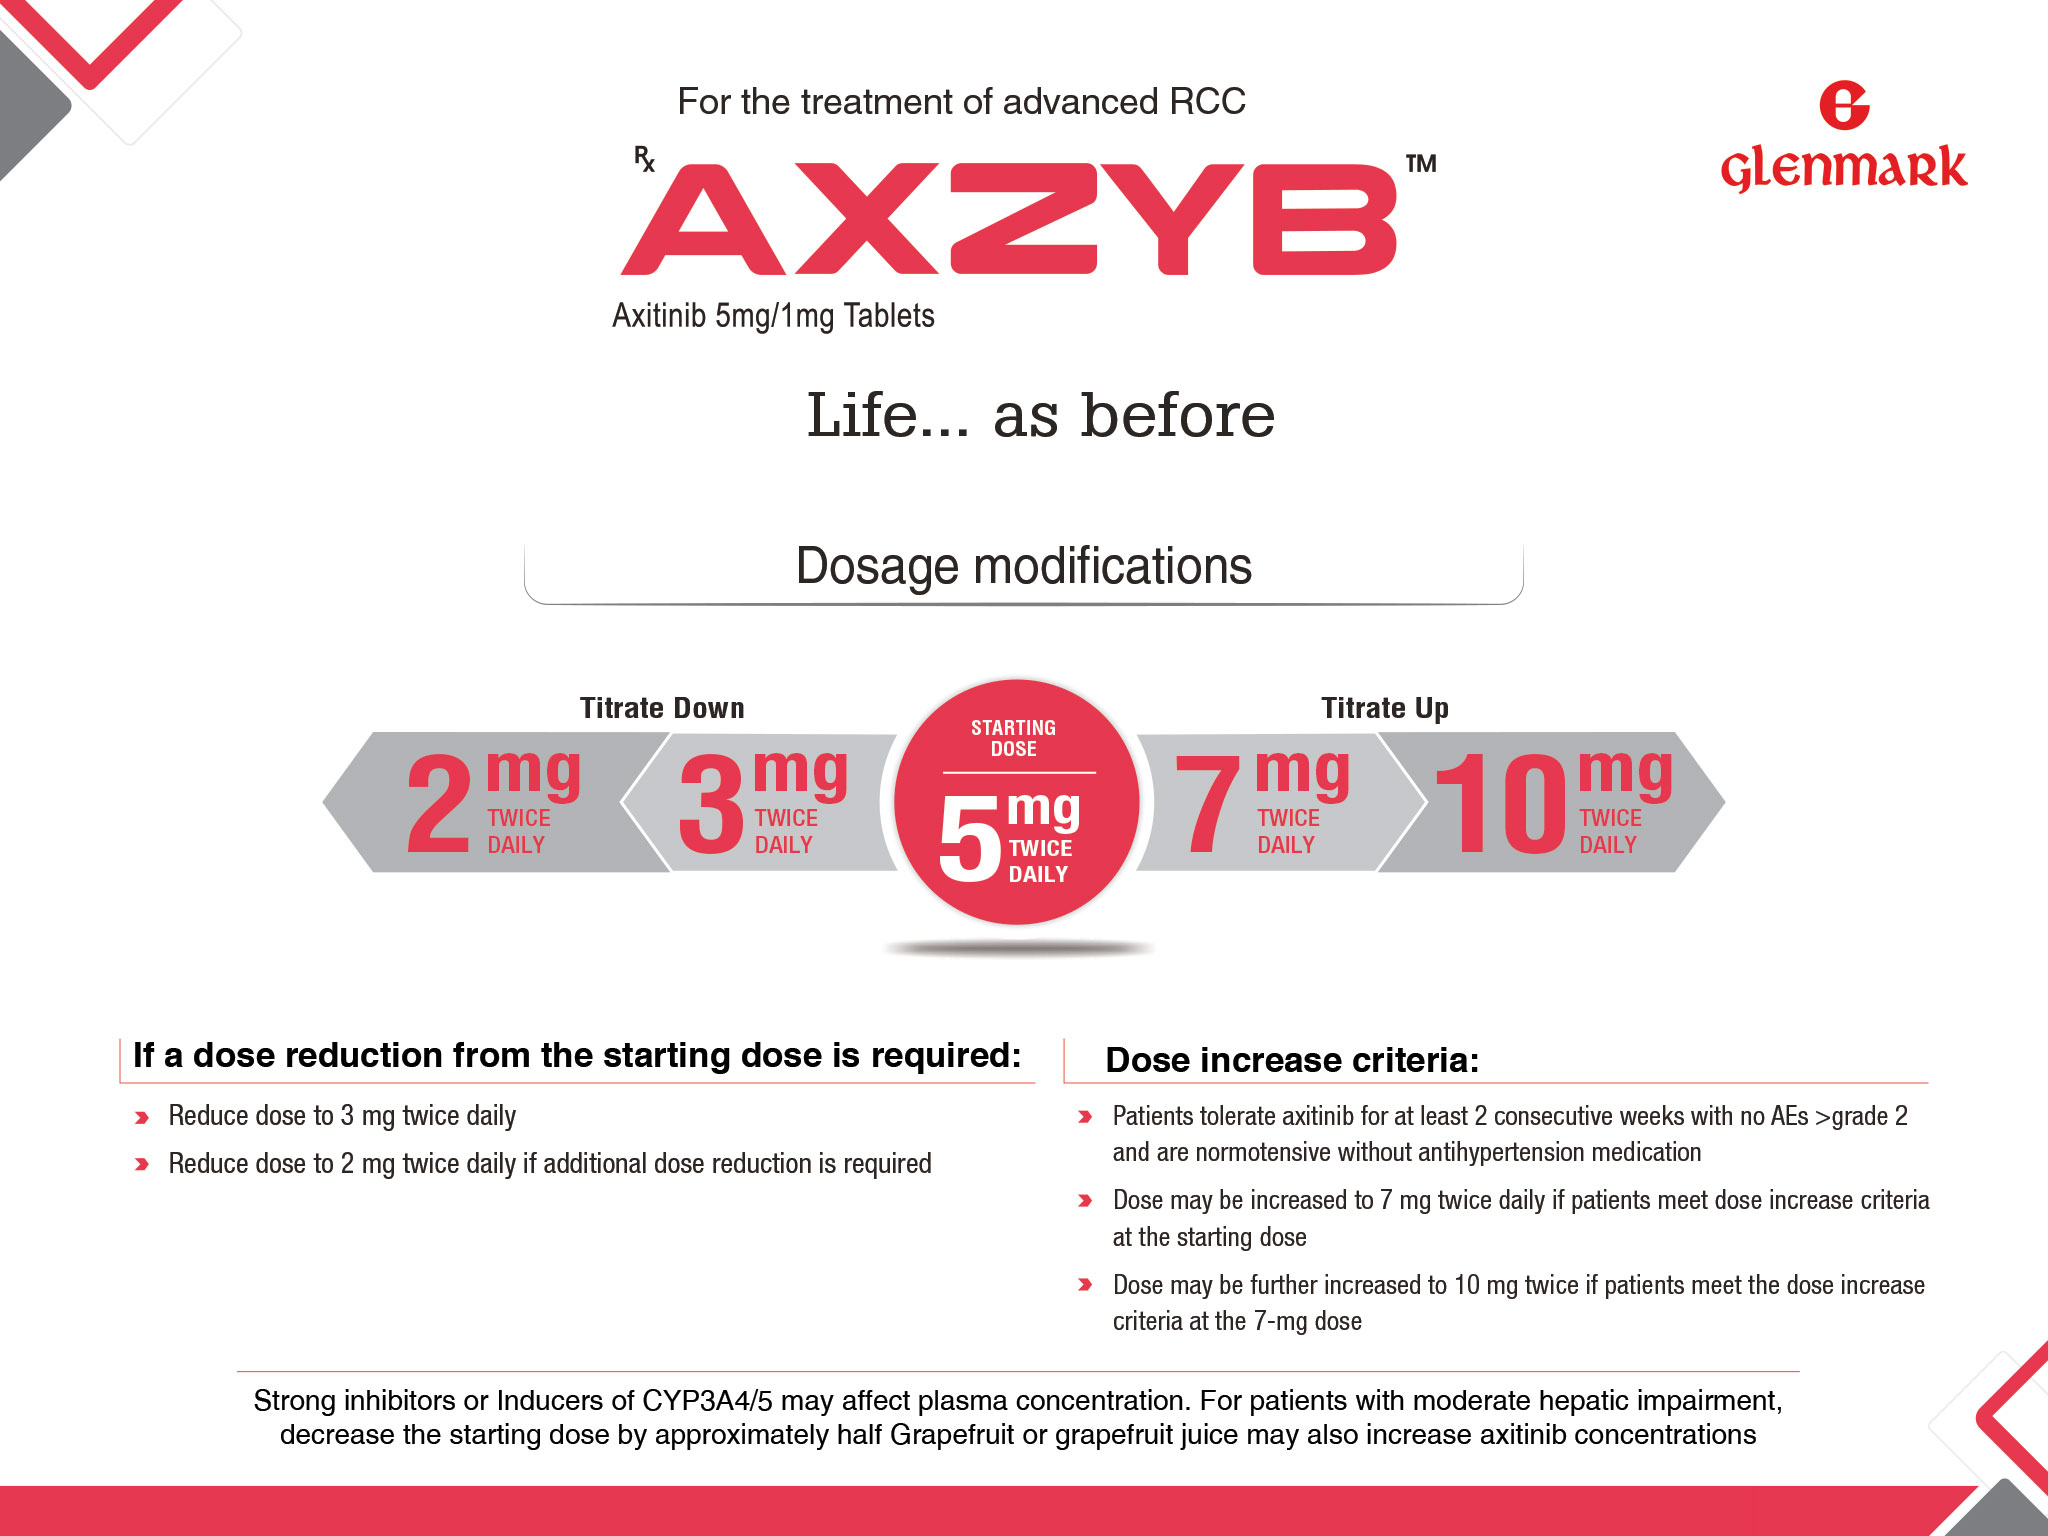 For the treatment of advanced RCC
Rx AXZYB™
Axitinib 5mg/1mg Tablets
glenmark
Life... as before
Dosage modifications
Titrate Down
Titrate Up
2 mg TWICE DAILY
3 mg TWICE DAILY
STARTING DOSE
5 mg TWICE DAILY
7 mg TWICE DAILY
10 mg TWICE DAILY
If a dose reduction from the starting dose is required:
Reduce dose to 3 mg twice daily
Reduce dose to 2 mg twice daily if additional dose reduction is required
Dose increase criteria:
Patients tolerate axitinib for at least 2 consecutive weeks with no AEs >grade 2
and are normotensive without antihypertension medication
Dose may be increased to 7 mg twice daily if patients meet dose increase criteria
at the starting dose
Dose may be further increased to 10 mg twice if patients meet the dose increase
criteria at the 7-mg dose
Strong inhibitors or Inducers of CYP3A4/5 may affect plasma concentration. For patients with moderate hepatic impairment,
decrease the starting dose by approximately half Grapefruit or grapefruit juice may also increase axitinib concentrations